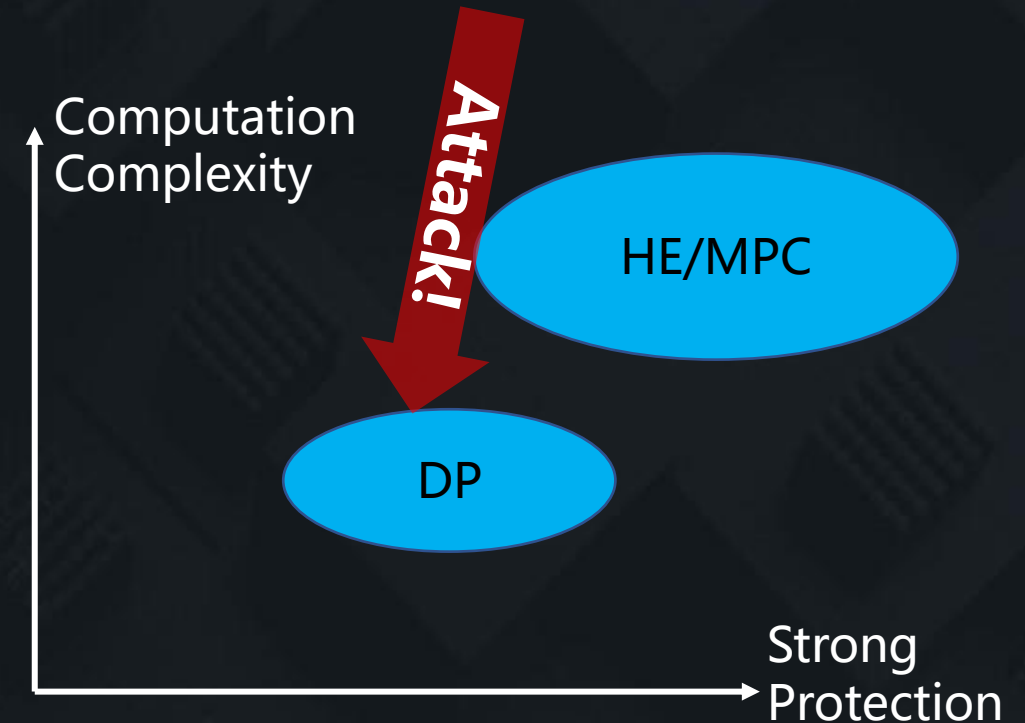 Computation
Complexity
Attack!
HE/MPC
DP
Strong
Protection